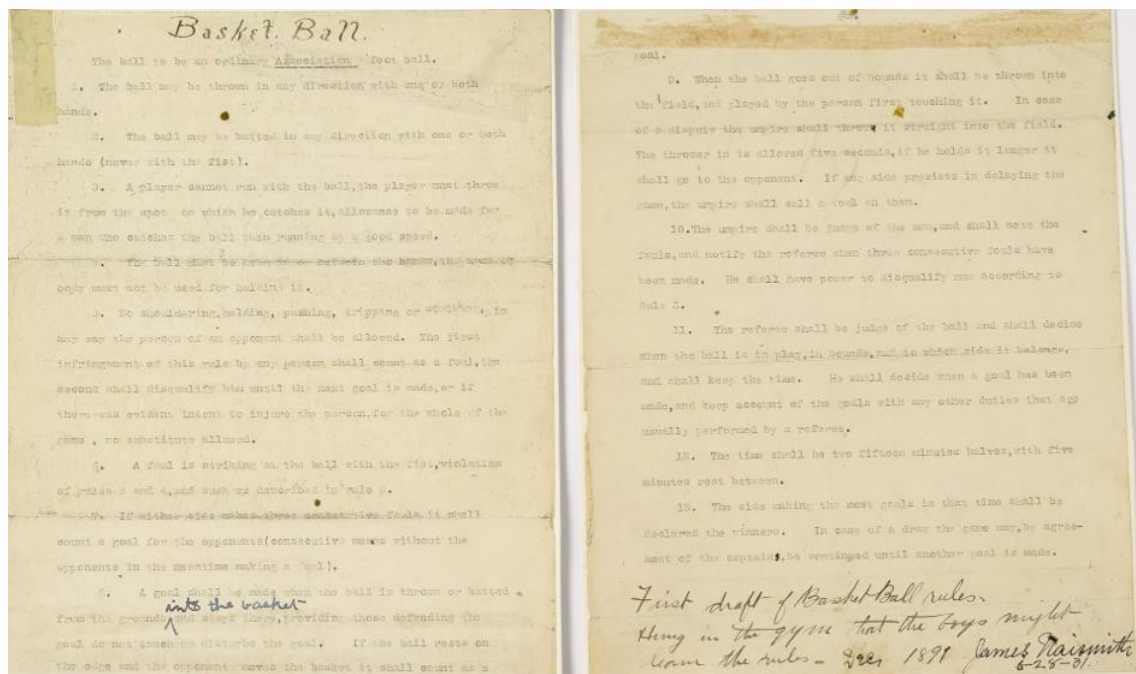 Basket Ball.
The ball to be an ordinary Association foot ball.
1. The ball may be thrown in any direction with one or both
hands.
2. The ball may be batted in any direction with one or both
hands (never with the fist).
3. A player cannot run with the ball, the player must throw
it from the spot on which he catches it, allowance to be made for
a man who catches the ball when running at a good speed.
4. The ball must be held in or between the hands, the arms or
body must not be used for holding it.
5. No shouldering, holding, pushing, tripping or striking, in
any way the person of an opponent shall be allowed. The first
infringement of this rule by any person shall count as a foul, the
second shall disqualify him until the next goal is made, or if
there was evident intent to injure the person, for the whole of the
game, no substitute allowed.
6. A foul is striking at the ball with the fist, violation
of rules 3 and 4, and such as described in rule 5.
7. If either side makes three consecutive fouls it shall
count a goal for the opponents (consecutive means without the
opponents in the meantime making a foul).
8. A goal shall be made when the ball is thrown or batted
into the basket
from the grounds and stays there, providing those defending the
goal do not touch or disturb the goal. If the ball rests on
the edge and the opponent moves the basket it shall count as a
goal.
9. When the ball goes out of bounds it shall be thrown into
the field, and played by the person first touching it. In case
of a dispute the umpire shall throw it straight into the field.
The thrower in is allowed five seconds, if he holds it longer it
shall go to the opponent. If any side presists in delaying the
game, the umpire shall call a foul on them.
10. The umpire shall be judge of the men, and shall note the
fouls, and notify the referee when three consecutive fouls have
been made. He shall have power to disqualify men according to
Rule 5.
11. The referee shall be judge of the ball and shall decide
when the ball is in play, in bounds, and to which side it belongs,
and shall keep the time. He shall decide when a goal has been
made, and keep account of the goals with any other duties that are
usually performed by a referee.
12. The time shall be two fifteen minutes halves, with five
minutes rest between.
13. The side making the most goals in that time shall be
declared the winners. In case of a draw the game may, be agree-
ment of the captains, be continued until another goal is made.
First draft of Basket Ball rules.
Hung in the gym that the boys might
learn the rules - Dec. 1891 James Naismith
6-28-31.